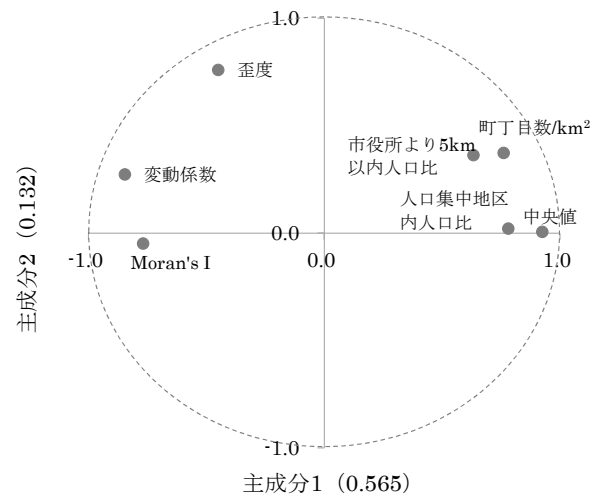 1.0
歪度
町丁目数/km²
市役所より5km
以内人口比
変動係数
人口集中地区
内人口比
中央値
0.0
-1.0
0.0
1.0
Moran's I
主成分2（0.132）
-1.0
主成分1（0.565）